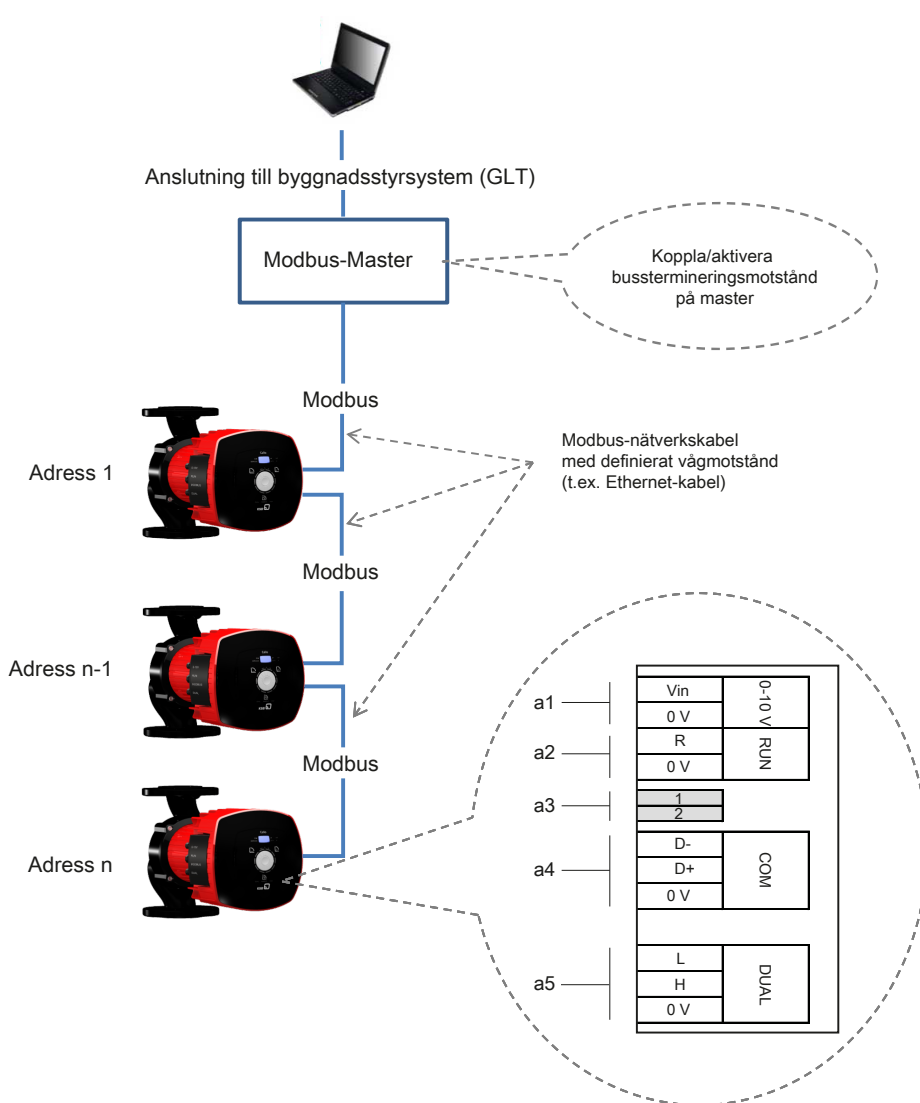 Anslutning till byggnadsstyrsystem (GLT)
Modbus-Master
Koppla/aktivera
busstermineringsmotstånd
på master
Modbus
Adress 1
Modbus-nätverkskabel
med definierat vågmotstånd
(t.ex. Ethernet-kabel)
Modbus
Adress n-1
Modbus
Adress n
a1
Vin
0 V
0-10 V
a2
R
0 V
RUN
a3
1
2
a4
D-
D+
0 V
COM
a5
L
H
0 V
DUAL